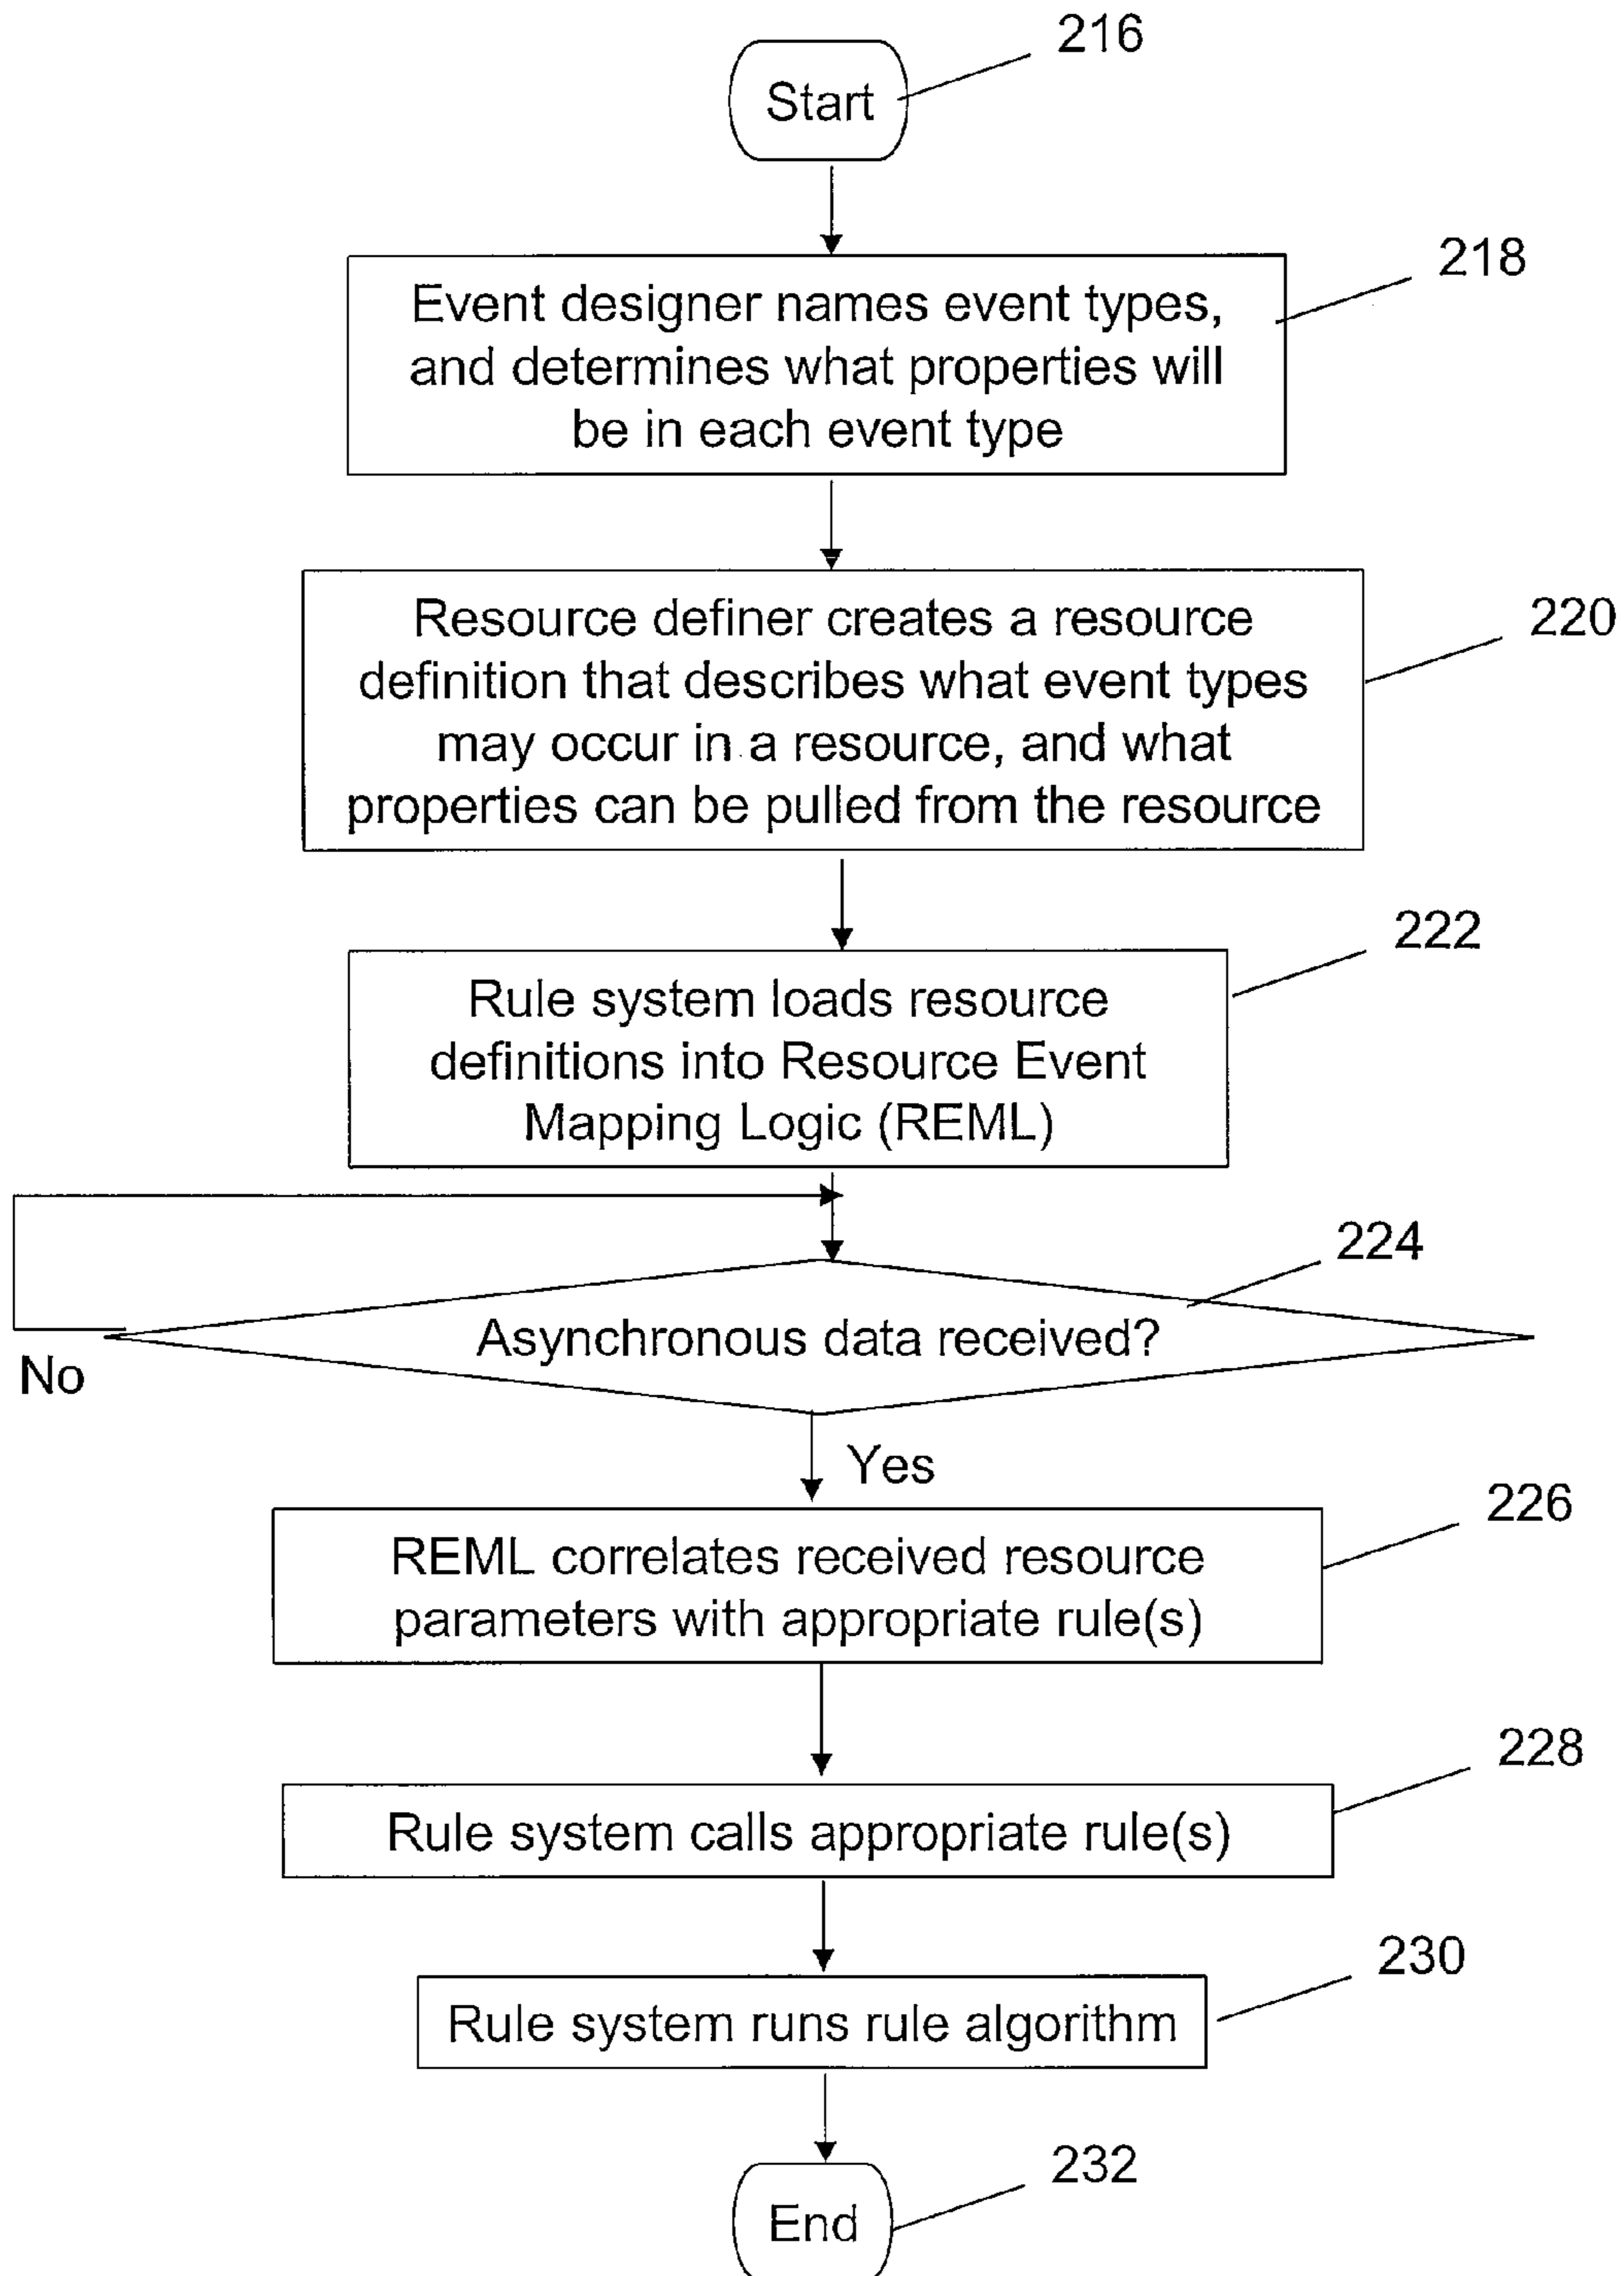 216
Start
218
Event designer names event types,
and determines what properties will
be in each event type
220
Resource definer creates a resource
definition that describes what event types
may occur in a resource, and what
properties can be pulled from the resource
222
Rule system loads resource
definitions into Resource Event
Mapping Logic (REML)
224
Asynchronous data received?
No
Yes
226
REML correlates received resource
parameters with appropriate rule(s)
228
Rule system calls appropriate rule(s)
230
Rule system runs rule algorithm
232
End